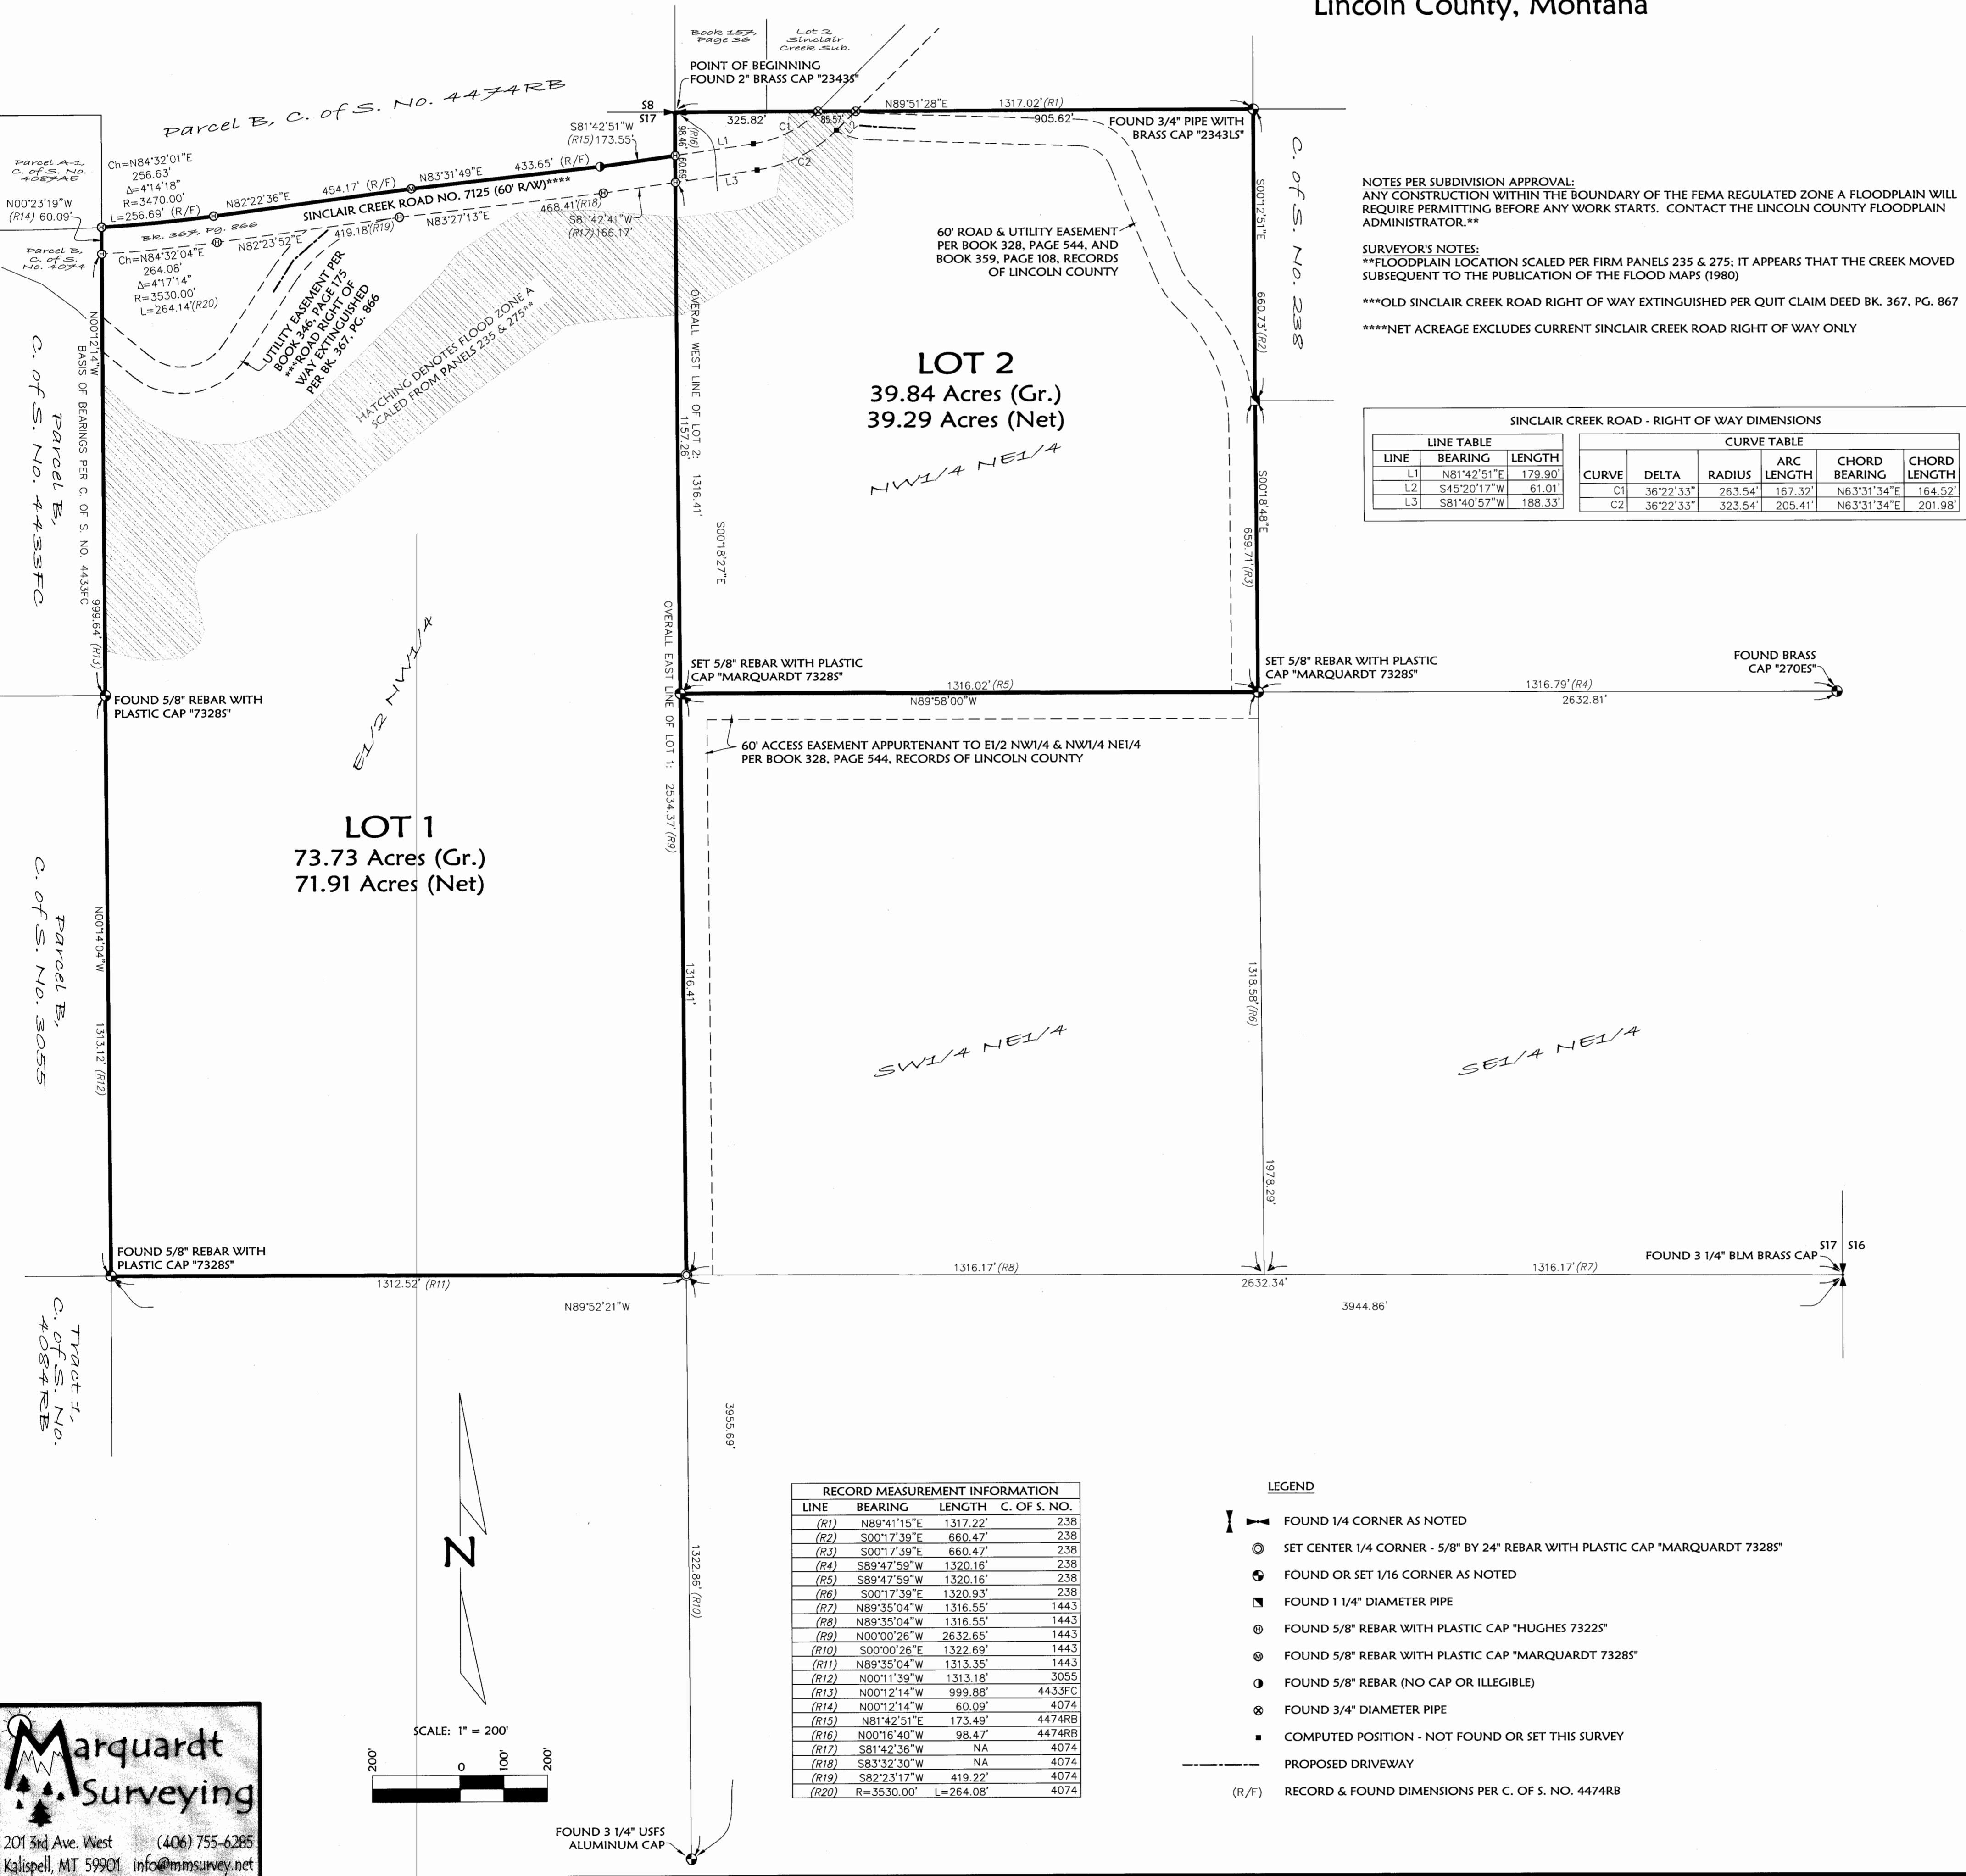 Lincoln County, Montana
Book 157,
Page 36
Lot 2
Sinclair
Creek Sub.
POINT OF BEGINNING
FOUND 2" BRASS CAP "2343S"
Parcel B, C. of S. No. 4474RB
S8
S17
S81°42'51"W
(R15) 173.55'
98.46'
(R16)
60.69'
325.82'
85.57'
N89°51'28"E
1317.02' (R1)
905.62'
FOUND 3/4" PIPE WITH
BRASS CAP "2343LS"
L1
C1
L2
C2
L3
Parcel A-1,
C. of S. No.
4089AE
N00°23'19"W
(R14) 60.09'
Ch=N84°32'01"E
256.63'
Δ=4°14'18"
R=3470.00'
L=256.69' (R/F)
N82°22'36"E
454.17' (R/F)
N83°31'49"E
433.65' (R/F)
SINCLAIR CREEK ROAD NO. 7125 (60' R/W)****
Bk. 367, Pg. 866
N82°23'52"E
419.18'(R19)
N83°27'13"E
468.41'(R18)
S81°42'41"W
(R17) 166.17'
Parcel B,
C. of S.
No. 4074
Ch=N84°32'04"E
264.08'
Δ=4°17'14"
R=3530.00'
L=264.14'(R20)
UTILITY EASEMENT PER
BOOK 346, PAGE 175
***ROAD RIGHT OF
WAY EXTINGUISHED
PER BK. 367, PG. 866
HATCHING DENOTES FLOOD ZONE A
SCALED FROM PANELS 235 & 275**
60' ROAD & UTILITY EASEMENT
PER BOOK 328, PAGE 544, AND
BOOK 359, PAGE 108, RECORDS
OF LINCOLN COUNTY
C. of S. No. 238
S00°12'51"E
660.73'(R2)
S00°18'48"E
659.71'(R3)
NOTES PER SUBDIVISION APPROVAL:
ANY CONSTRUCTION WITHIN THE BOUNDARY OF THE FEMA REGULATED ZONE A FLOODPLAIN WILL
REQUIRE PERMITTING BEFORE ANY WORK STARTS. CONTACT THE LINCOLN COUNTY FLOODPLAIN
ADMINISTRATOR.**
SURVEYOR'S NOTES:
**FLOODPLAIN LOCATION SCALED PER FIRM PANELS 235 & 275; IT APPEARS THAT THE CREEK MOVED
SUBSEQUENT TO THE PUBLICATION OF THE FLOOD MAPS (1980)
***OLD SINCLAIR CREEK ROAD RIGHT OF WAY EXTINGUISHED PER QUIT CLAIM DEED BK. 367, PG. 867
****NET ACREAGE EXCLUDES CURRENT SINCLAIR CREEK ROAD RIGHT OF WAY ONLY
SINCLAIR CREEK ROAD - RIGHT OF WAY DIMENSIONS
LINE TABLE
LINE BEARING LENGTH
L1 N81°42'51"E 179.90'
L2 S45°20'17"W 61.01'
L3 S81°40'57"W 188.33'
CURVE TABLE
CURVE DELTA RADIUS ARC LENGTH CHORD BEARING CHORD LENGTH
C1 36°22'33" 263.54' 167.32' N63°31'34"E 164.52'
C2 36°22'33" 323.54' 205.41' N63°31'34"E 201.98'
LOT 2
39.84 Acres (Gr.)
39.29 Acres (Net)
NW1/4 NE1/4
OVERALL WEST LINE OF LOT 2: 1316.41'
1157.26'
S00°18'27"E
Parcel B,
C. of S. No. 4433FC
N00°12'14"W
BASIS OF BEARINGS PER C. OF S. NO. 4433FC
999.64' (R13)
FOUND 5/8" REBAR WITH
PLASTIC CAP "7328S"
E1/2 NW1/4
OVERALL EAST LINE OF LOT 1: 2534.37' (R9)
SET 5/8" REBAR WITH PLASTIC
CAP "MARQUARDT 7328S"
1316.02' (R5)
N89°58'00"W
SET 5/8" REBAR WITH PLASTIC
CAP "MARQUARDT 7328S"
FOUND BRASS
CAP "270ES"
1316.79' (R4)
2632.81'
60' ACCESS EASEMENT APPURTENANT TO E1/2 NW1/4 & NW1/4 NE1/4
PER BOOK 328, PAGE 544, RECORDS OF LINCOLN COUNTY
LOT 1
73.73 Acres (Gr.)
71.91 Acres (Net)
Parcel B,
C. of S. No. 3055
N00°14'04"W
1313.12' (R12)
1316.41'
1318.58'(R6)
1978.29'
SW1/4 NE1/4
SE1/4 NE1/4
FOUND 5/8" REBAR WITH
PLASTIC CAP "7328S"
1312.52' (R11)
N89°52'21"W
1316.17' (R8)
2632.34'
1316.17' (R7)
3944.86'
FOUND 3 1/4" BLM BRASS CAP
S17 S16
Tract 1,
C. of S. No.
4084RB
3955.69'
1322.86' (R10)
N
SCALE: 1" = 200'
200' 0 100' 200'
FOUND 3 1/4" USFS
ALUMINUM CAP
RECORD MEASUREMENT INFORMATION
LINE BEARING LENGTH C. OF S. NO.
(R1) N89°41'15"E 1317.22' 238
(R2) S00°17'39"E 660.47' 238
(R3) S00°17'39"E 660.47' 238
(R4) S89°47'59"W 1320.16' 238
(R5) S89°47'59"W 1320.16' 238
(R6) S00°17'39"E 1320.93' 238
(R7) N89°35'04"W 1316.55' 1443
(R8) N89°35'04"W 1316.55' 1443
(R9) N00°00'26"W 2632.65' 1443
(R10) S00°00'26"E 1322.69' 1443
(R11) N89°35'04"W 1313.35' 1443
(R12) N00°11'39"W 1313.18' 3055
(R13) N00°12'14"W 999.88' 4433FC
(R14) N00°12'14"W 60.09' 4074
(R15) N81°42'51"E 173.49' 4474RB
(R16) N00°16'40"W 98.47' 4474RB
(R17) S81°42'36"W NA 4074
(R18) S83°32'30"W NA 4074
(R19) S82°23'17"W 419.22' 4074
(R20) R=3530.00' L=264.08' 4074
LEGEND
FOUND 1/4 CORNER AS NOTED
SET CENTER 1/4 CORNER - 5/8" BY 24" REBAR WITH PLASTIC CAP "MARQUARDT 7328S"
FOUND OR SET 1/16 CORNER AS NOTED
FOUND 1 1/4" DIAMETER PIPE
FOUND 5/8" REBAR WITH PLASTIC CAP "HUGHES 7322S"
FOUND 5/8" REBAR WITH PLASTIC CAP "MARQUARDT 7328S"
FOUND 5/8" REBAR (NO CAP OR ILLEGIBLE)
FOUND 3/4" DIAMETER PIPE
COMPUTED POSITION - NOT FOUND OR SET THIS SURVEY
PROPOSED DRIVEWAY
(R/F) RECORD & FOUND DIMENSIONS PER C. OF S. NO. 4474RB
Marquardt
Surveying
201 3rd Ave. West (406) 755-6285
Kalispell, MT 59901 info@mmsurvey.net